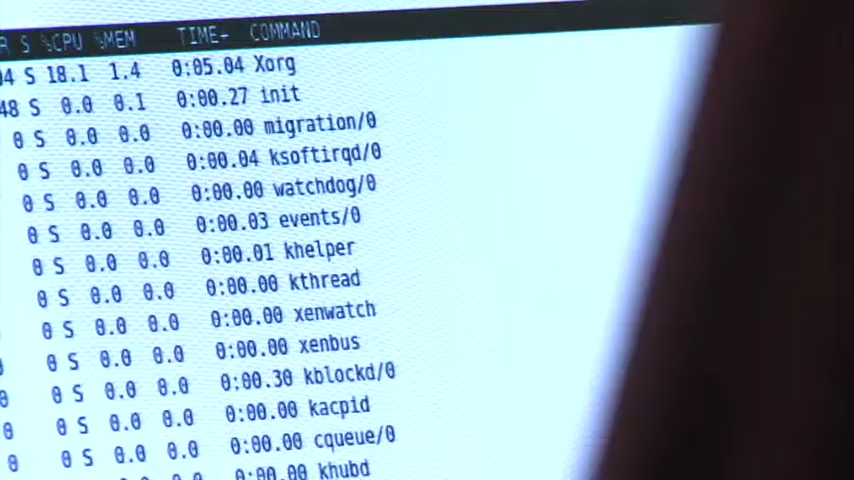 R S %CPU %MEM TIME+ COMMAND
04 S 18.1 1.4 0:05.04 Xorg
48 S 0.0 0.1 0:00.27 init
0 S 0.0 0.0 0:00.00 migration/0
0 S 0.0 0.0 0:00.04 ksoftirqd/0
0 S 0.0 0.0 0:00.00 watchdog/0
0 S 0.0 0.0 0:00.03 events/0
0 S 0.0 0.0 0:00.01 khelper
0 S 0.0 0.0 0:00.00 kthread
0 S 0.0 0.0 0:00.00 xenwatch
0 0 S 0.0 0.0 0:00.00 xenbus
0 0 S 0.0 0.0 0:00.30 kblockd/0
0 0 S 0.0 0.0 0:00.00 kacpid
0 0 S 0.0 0.0 0:00.00 cqueue/0
0:00.00 khubd